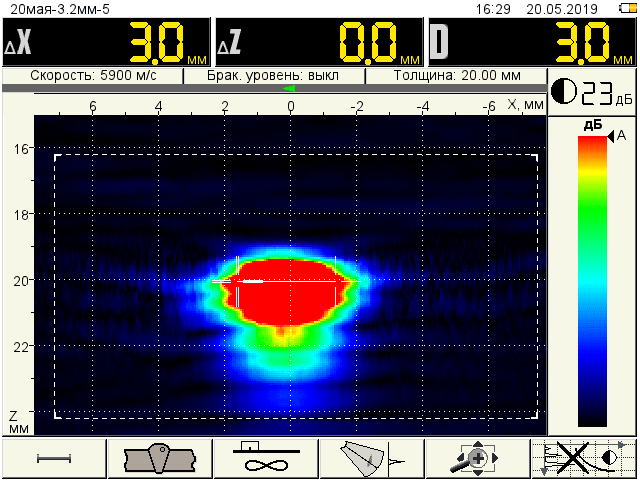 20мая-3.2мм-5 16:29 20.05.2019
ΔX 3.0 мм ΔZ 0.0 мм D 3.0 мм
Скорость: 5900 м/с Брак. уровень: выкл Толщина: 20.00 мм
23 дБ
6 4 2 0 -2 -4 -6 X, мм
дБ
A
16
18
20
22
Z
мм